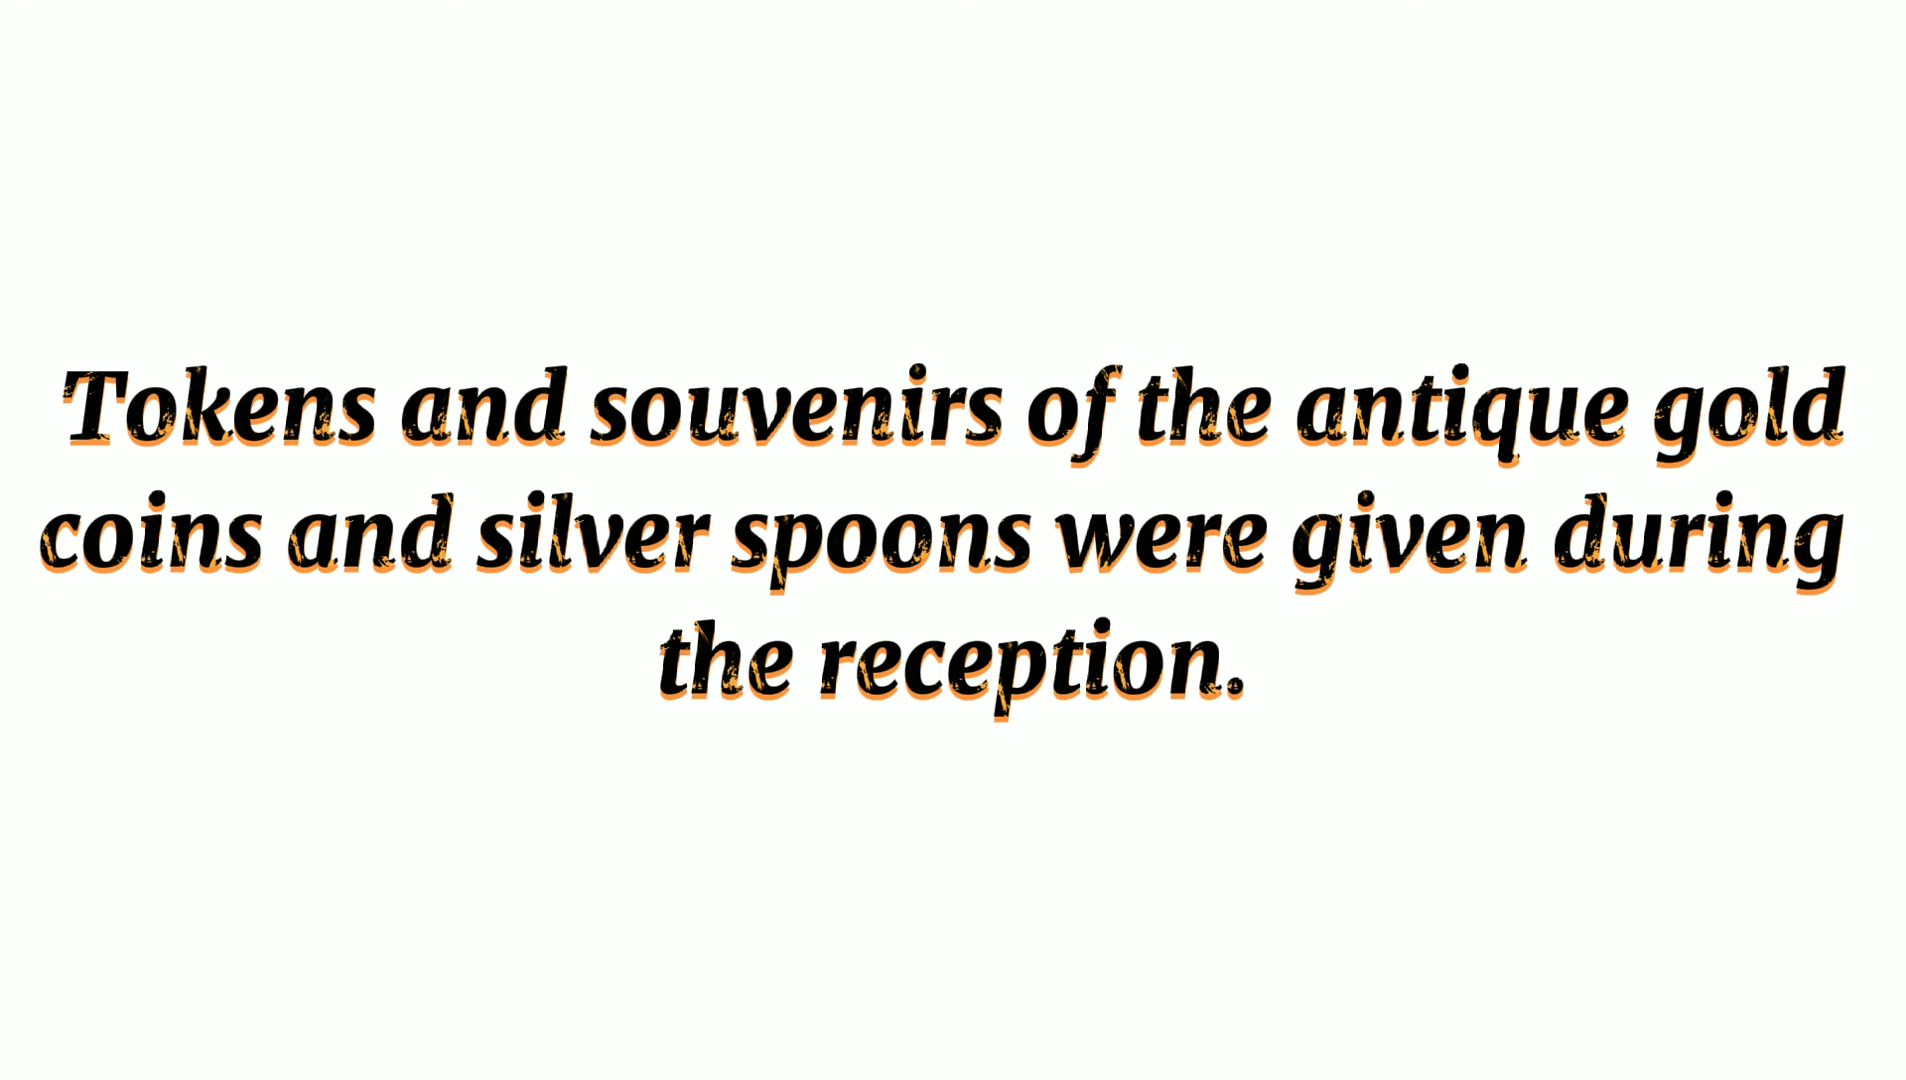 Tokens and souvenirs of the antique gold
coins and silver spoons were given during
the reception.